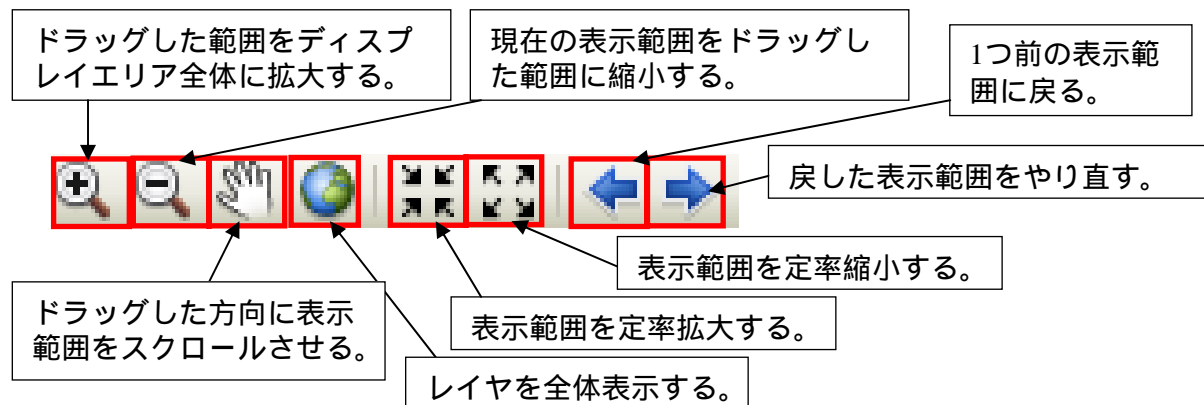 ドラッグした範囲をディスプ
レイエリア全体に拡大する。
現在の表示範囲をドラッグし
た範囲に縮小する。
1つ前の表示範
囲に戻る。
戻した表示範囲をやり直す。
表示範囲を定率縮小する。
ドラッグした方向に表示
範囲をスクロールさせる。
表示範囲を定率拡大する。
レイヤを全体表示する。